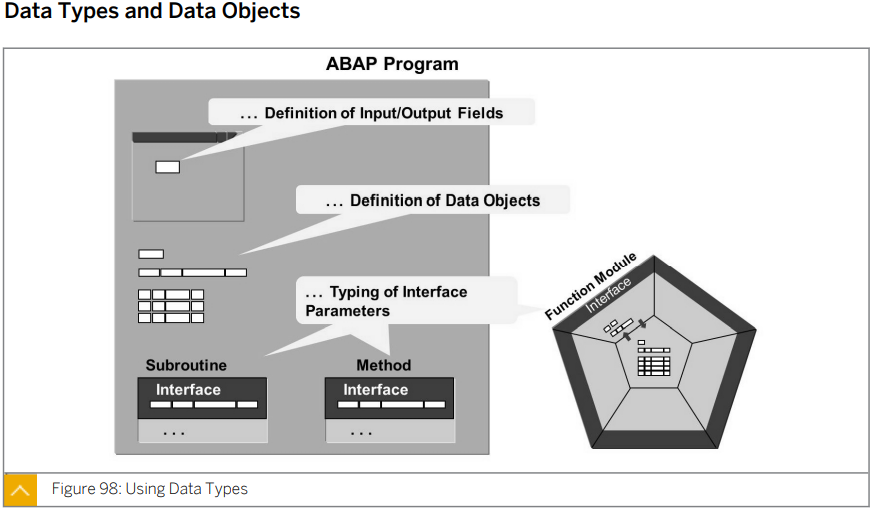 Data Types and Data Objects
ABAP Program
... Definition of Input/Output Fields
... Definition of Data Objects
... Typing of Interface
Parameters
Function Module
Interface
Subroutine
Method
Interface
Interface
...
...
Figure 98: Using Data Types